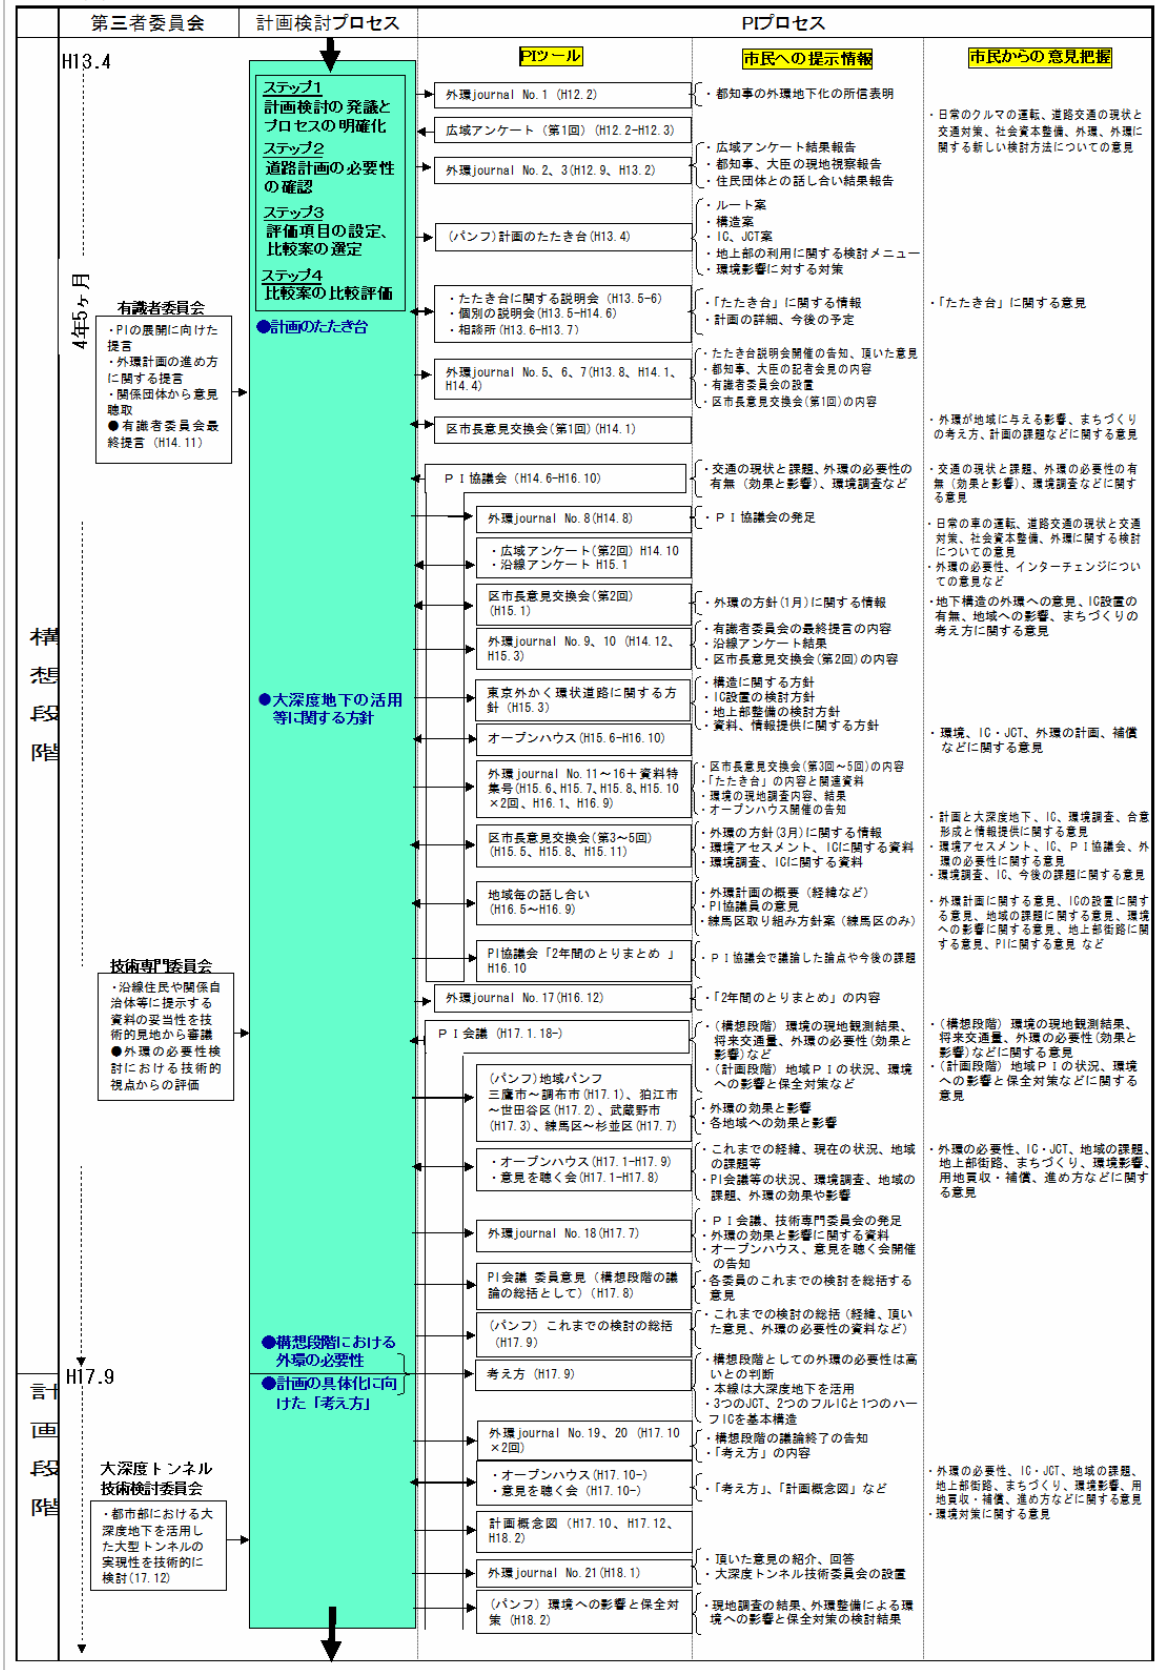 第三者委員会
計画検討プロセス
PIプロセス
構想段階
計画段階
H13.4
4年5ヶ月
H17.9
有識者委員会
・PIの展開に向けた
提言
・外環計画の進め方
に関する提言
・関係団体から意見
聴取
●有識者委員会最
終提言(H14.11)
技術専門委員会
・沿線住民や関係自
治体等に提示する
資料の妥当性を技
術的見地から審議
●外環の必要性検
討における技術的
視点からの評価
大深度トンネル
技術検討委員会
・都市部における大
深度地下を活用し
た大型トンネルの
実現性を技術的に
検討(17.12)
ステップ1
計画検討の発議と
プロセスの明確化
ステップ2
道路計画の必要性
の確認
ステップ3
評価項目の設定、
比較案の選定
ステップ4
比較案の比較評価
●計画のたたき台
●大深度地下の活用
等に関する方針
●構想段階における
外環の必要性
●計画の具体化に向
けた「考え方」
PIツール
市民への提示情報
市民からの意見把握
外環journal No.1 (H12.2)
・都知事の外環地下化の所信表明
広域アンケート（第1回）(H12.2-H12.3)
・日常のクルマの運転、道路交通の現状と
交通対策、社会資本整備、外環、外環に
関する新しい検討方法についての意見
外環journal No.2、3(H12.9、H13.2)
・広域アンケート結果報告
・都知事、大臣の現地視察報告
・住民団体との話し合い結果報告
(パンフ)計画のたたき台(H13.4)
・ルート案
・構造案
・IC、JCT案
・地上部の利用に関する検討メニュー
・環境影響に対する対策
・たたき台に関する説明会（H13.5-6)
・個別の説明会(H13.5-H14.6)
・相談所(H13.6-H13.7)
・「たたき台」に関する情報
・計画の詳細、今後の予定
・「たたき台」に関する意見
外環journal No.5、6、7(H13.8、H14.1、
H14.4)
・たたき台説明会開催の告知、頂いた意見
・都知事、大臣の記者会見の内容
・有識者委員会の設置
・区市長意見交換会(第1回)の内容
区市長意見交換会(第1回)(H14.1)
・外環が地域に与える影響、まちづくり
の考え方、計画の課題などに関する意見
ＰＩ協議会（H14.6-H16.10)
・交通の現状と課題、外環の必要性の
有無（効果と影響）、環境調査など
・交通の現状と課題、外環の必要性の有
無（効果と影響）、環境調査などに関す
る意見
外環journal No.8(H14.8)
・ＰＩ協議会の発足
・広域アンケート(第2回) H14.10
・沿線アンケート H15.1
・日常の車の運転、道路交通の現状と交通
対策、社会資本整備、外環に関する検討
についての意見
・外環の必要性、インターチェンジについ
ての意見など
区市長意見交換会(第2回)
(H15.1)
・外環の方針(1月)に関する情報
・地下構造の外環への意見、IC設置の
有無、地域への影響、まちづくりの
考え方に関する意見
外環journal No.9、10 (H14.12、
H15.3)
・有識者委員会の最終提言の内容
・沿線アンケート結果
・区市長意見交換会(第2回)の内容
東京外かく環状道路に関する方
針（H15.3)
・構造に関する方針
・IC設置の検討方針
・地上部整備の検討方針
・資料、情報提供に関する方針
オープンハウス(H15.6-H16.10)
・環境、IC・JCT、外環の計画、補償
などに関する意見
外環journal No.11～16＋資料特
集号(H15.6、H15.7、H15.8、H15.10
×2回、H16.1、H16.9)
・区市長意見交換会(第3回～5回)の内容
・「たたき台」の内容と関連資料
・環境の現地調査内容、結果
・オープンハウス開催の告知
区市長意見交換会(第3～5回)
(H15.5、H15.8、H15.11)
・外環の方針(3月)に関する情報
・環境アセスメント、ICに関する資料
・環境調査、ICに関する資料
・計画と大深度地下、IC、環境調査、合意
形成と情報提供に関する意見
・環境アセスメント、IC、ＰＩ協議会、外
環の必要性に関する意見
・環境調査、IC、今後の課題に関する意見
地域毎の話し合い
(H16.5～H16.9)
・外環計画の概要（経緯など）
・PI協議員の意見
・練馬区取り組み方針案（練馬区のみ）
・外環計画に関する意見、ICの設置に関す
る意見、地域の課題に関する意見、環境
への影響に関する意見、地上部街路に関
する意見、PIに関する意見 など
PI協議会「2年間のとりまとめ 」
H16.10
・ＰＩ協議会で議論した論点や今後の課題
外環journal No.17(H16.12)
・「2年間のとりまとめ」の内容
ＰＩ会議（H17.1.18-)
・（構想段階）環境の現地観測結果、
将来交通量、外環の必要性(効果と
影響)など
・（計画段階）地域ＰＩの状況、環境
への影響と保全対策など
・（構想段階）環境の現地観測結果、
将来交通量、外環の必要性(効果と
影響)などに関する意見
・（計画段階）地域ＰＩの状況、環境
への影響と保全対策などに関する
意見
(パンフ)地域パンフ
三鷹市～調布市(H17.1)、狛江市
～世田谷区(H17.2)、武蔵野市
(H17.3)、練馬区～杉並区(H17.7)
・外環の効果と影響
・各地域への効果と影響
・オープンハウス(H17.1-H17.9)
・意見を聴く会(H17.1-H17.8)
・これまでの経緯、現在の状況、地域
の課題等
・PI会議等の状況、環境調査、地域の
課題、外環の効果や影響
・外環の必要性、IC・JCT、地域の課題、
地上部街路、まちづくり、環境影響、
用地買収・補償、進め方などに関す
る意見
外環journal No.18(H17.7)
・ＰＩ会議、技術専門委員会の発足
・外環の効果と影響に関する資料
・オープンハウス、意見を聴く会開催
の告知
PI会議 委員意見（構想段階の議
論の総括として）(H17.8)
・各委員のこれまでの検討を総括する
意見
(パンフ) これまでの検討の総括
(H17.9)
・これまでの検討の総括（経緯、頂い
た意見、外環の必要性の資料など）
考え方（H17.9)
・構想段階としての外環の必要性は高
いとの判断
・本線は大深度地下を活用
・3つのJCT、2つのフルICと1つのハー
フICを基本構造
外環journal No.19、20 (H17.10
×2回)
・構想段階の議論終了の告知
・「考え方」の内容
・オープンハウス(H17.10-)
・意見を聴く会（H17.10-)
・「考え方」、「計画概念図」など
・外環の必要性、IC・JCT、地域の課題、
地上部街路、まちづくり、環境影響、用
地買収・補償、進め方などに関する意見
・環境対策に関する意見
計画概念図（H17.10、H17.12、
H18.2)
外環journal No.21(H18.1)
・頂いた意見の紹介、回答
・大深度トンネル技術委員会の設置
(パンフ) 環境への影響と保全対
策（H18.2)
・現地調査の結果、外環整備による環
境への影響と保全対策の検討結果